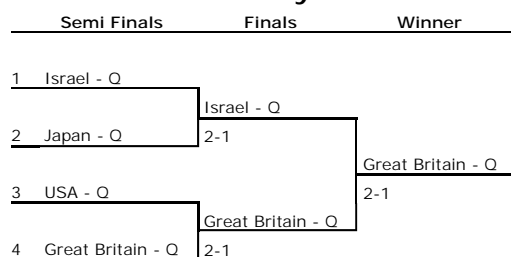 Semi Finals Finals Winner
1 Israel - Q
Israel - Q
2 Japan - Q 2-1
Great Britain - Q
3 USA - Q 2-1
Great Britain - Q
4 Great Britain - Q 2-1